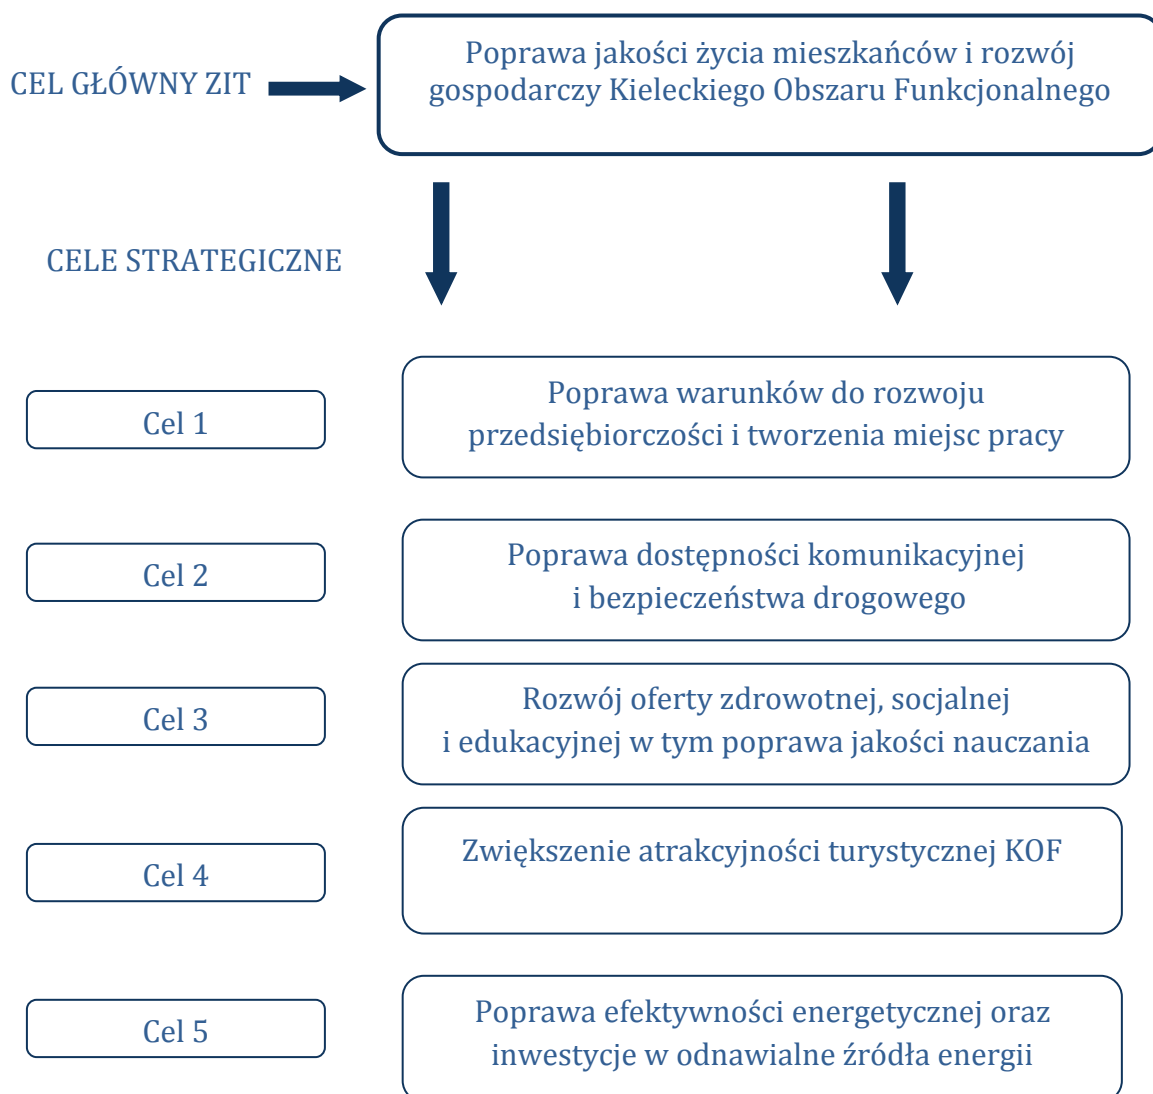 CEL GŁÓWNY ZIT
Poprawa jakości życia mieszkańców i rozwój
gospodarczy Kieleckiego Obszaru Funkcjonalnego
CELE STRATEGICZNE
Cel 1
Poprawa warunków do rozwoju
przedsiębiorczości i tworzenia miejsc pracy
Cel 2
Poprawa dostępności komunikacyjnej
i bezpieczeństwa drogowego
Cel 3
Rozwój oferty zdrowotnej, socjalnej
i edukacyjnej w tym poprawa jakości nauczania
Cel 4
Zwiększenie atrakcyjności turystycznej KOF
Cel 5
Poprawa efektywności energetycznej oraz
inwestycje w odnawialne źródła energii